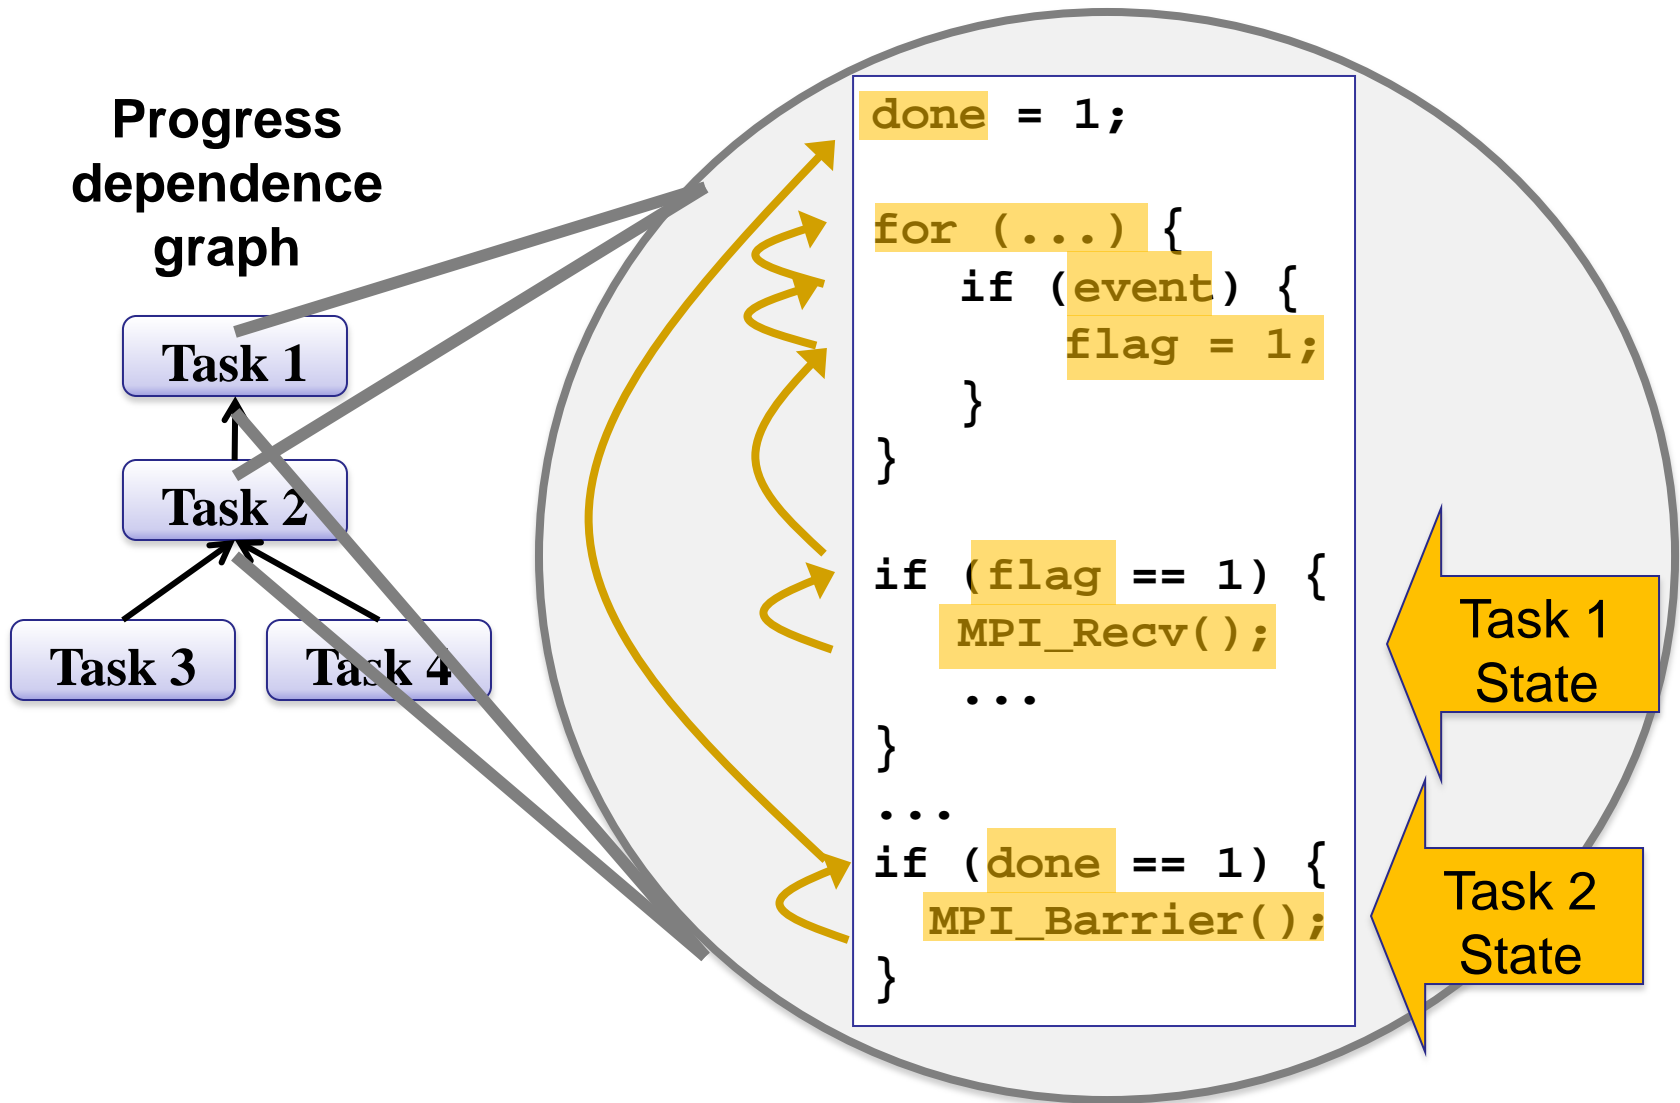 Progress
dependence
graph
Task 1
Task 2
Task 3
Task 4
done = 1;
for (...) {
if (event) {
flag = 1;
}
}
if (flag == 1) {
MPI_Recv();
...
}
...
if (done == 1) {
MPI_Barrier();
}
Task 1
State
Task 2
State